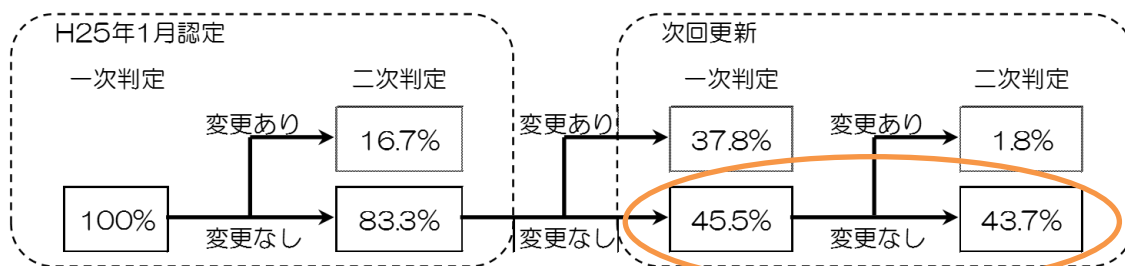 H25年1月認定
次回更新
一次判定
二次判定
一次判定
二次判定
変更あり
16.7%
変更あり
37.8%
変更あり
1.8%
100%
変更なし
83.3%
変更なし
45.5%
変更なし
43.7%